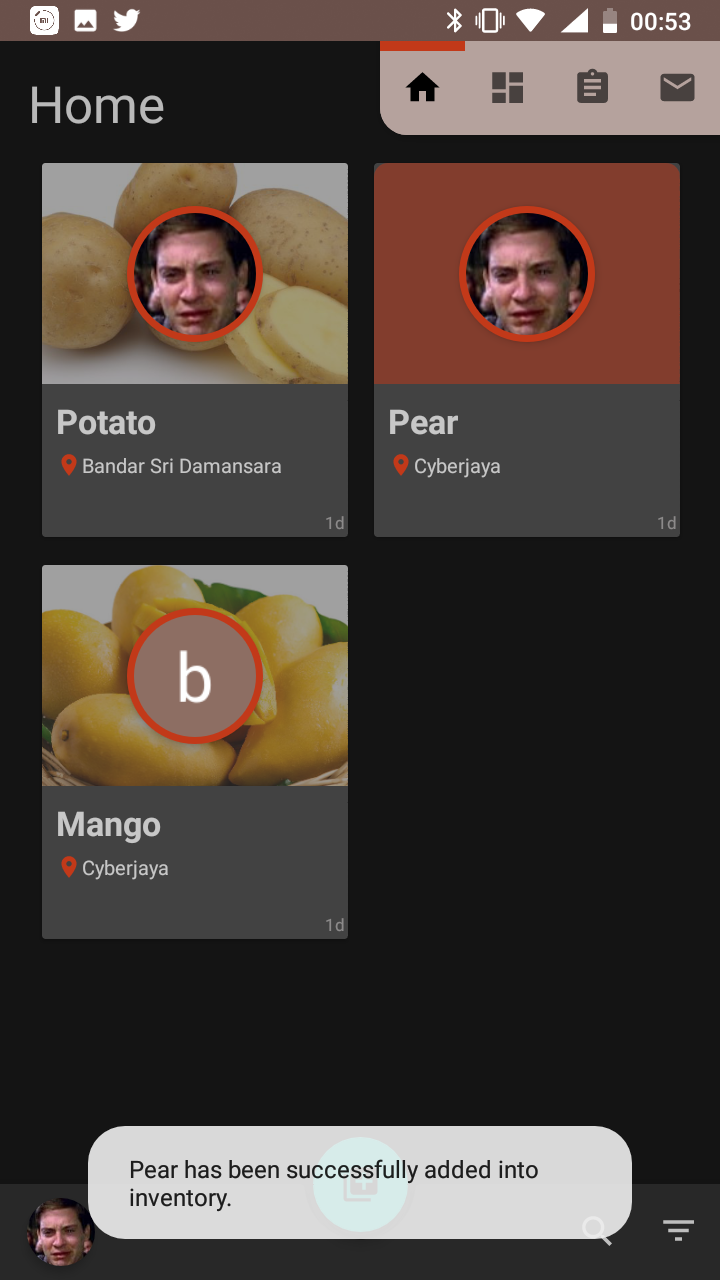 00:53
Home
Potato
Bandar Sri Damansara
1d
Pear
Cyberjaya
1d
b
Mango
Cyberjaya
1d
Pear has been successfully added into
inventory.